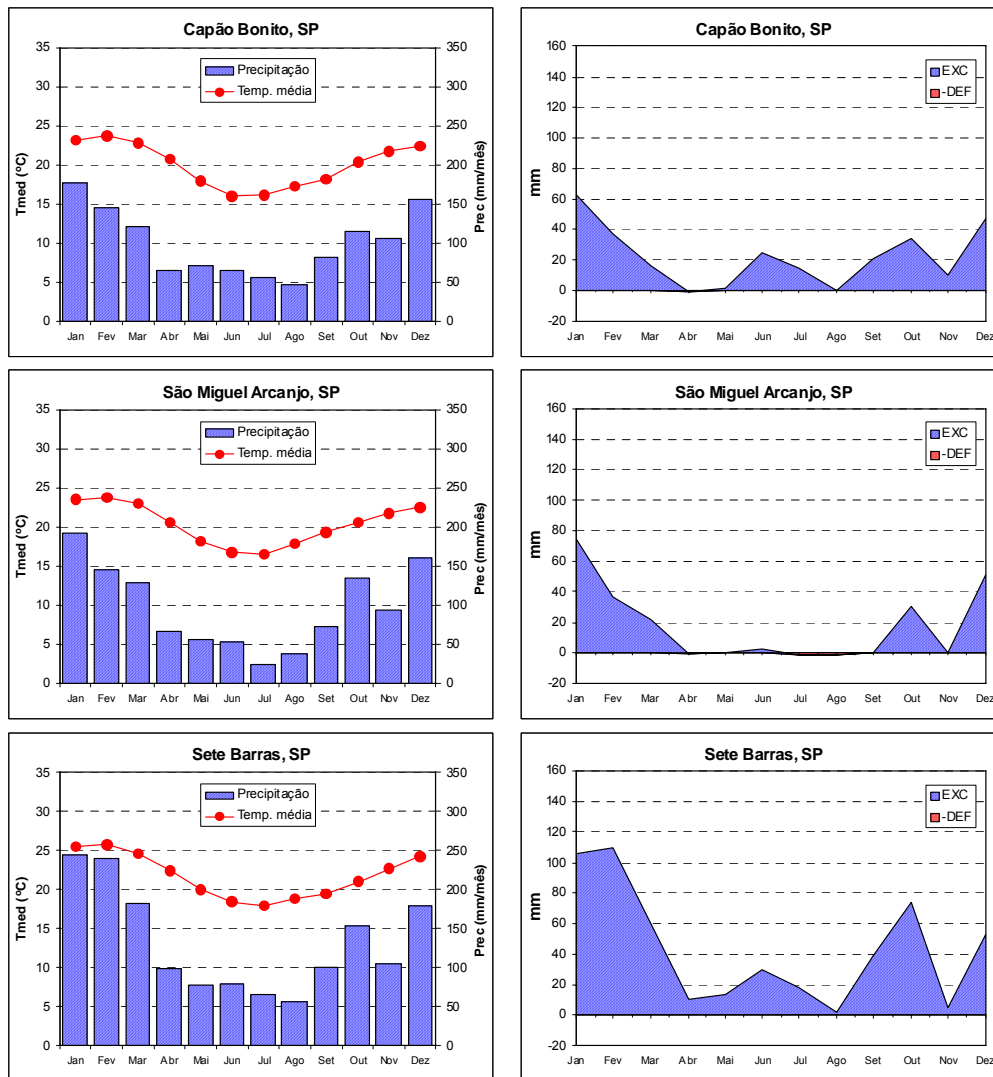 Capão Bonito, SP
35
30
25
20
15
10
5
0
Tmed (°C)
350
300
250
200
150
100
50
0
Prec (mm/mês)
Precipitação
Temp. média
Jan Fev Mar Abr Mai Jun Jul Ago Set Out Nov Dez
Capão Bonito, SP
160
140
120
100
80
60
40
20
0
-20
mm
EXC
-DEF
Jan Fev Mar Abr Mai Jun Jul Ago Set Out Nov Dez
São Miguel Arcanjo, SP
35
30
25
20
15
10
5
0
Tmed (°C)
350
300
250
200
150
100
50
0
Prec (mm/mês)
Precipitação
Temp. média
Jan Fev Mar Abr Mai Jun Jul Ago Set Out Nov Dez
São Miguel Arcanjo, SP
160
140
120
100
80
60
40
20
0
-20
mm
EXC
-DEF
Jan Fev Mar Abr Mai Jun Jul Ago Set Out Nov Dez
Sete Barras, SP
35
30
25
20
15
10
5
0
Tmed (°C)
350
300
250
200
150
100
50
0
Prec (mm/mês)
Precipitação
Temp. média
Jan Fev Mar Abr Mai Jun Jul Ago Set Out Nov Dez
Sete Barras, SP
160
140
120
100
80
60
40
20
0
-20
mm
EXC
-DEF
Jan Fev Mar Abr Mai Jun Jul Ago Set Out Nov Dez